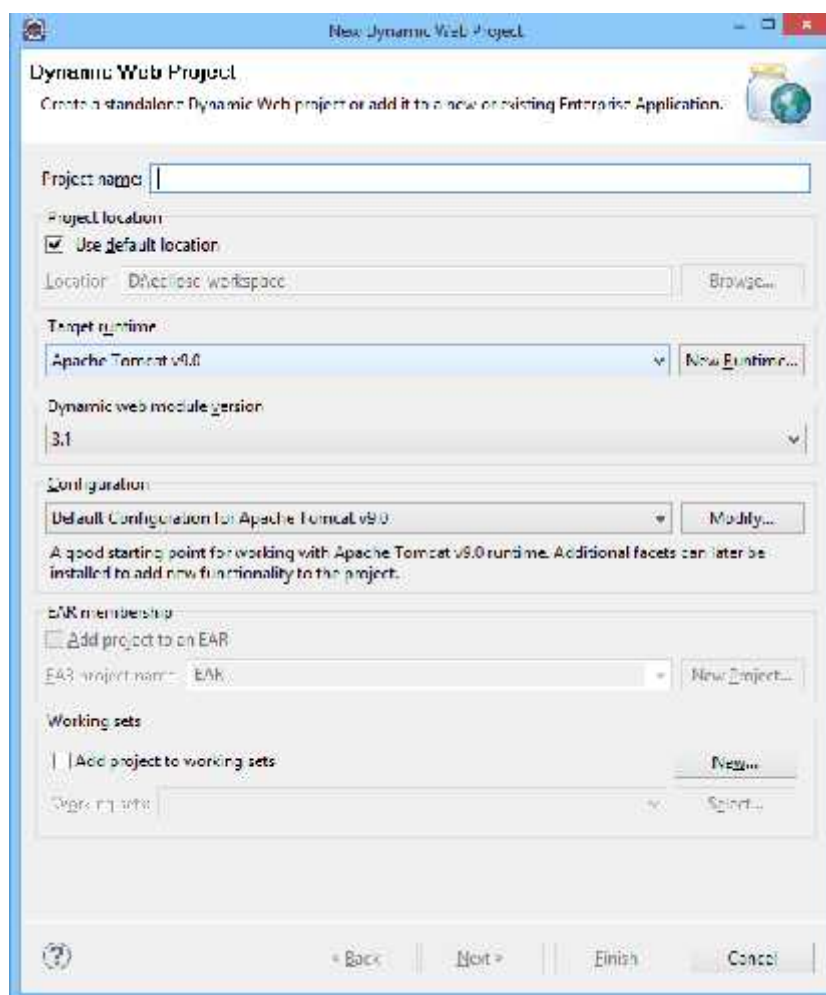 New Dynamic Web Project
Dynamic Web Project
Create a standalone Dynamic Web project or add it to a new or existing Enterprise Application.
Project name:
Project location
Use default location
Location: D:\eclipse-workspace Browse...
Target runtime
Apache Tomcat v9.0 New Runtime...
Dynamic web module version
3.1
Configuration
Default Configuration for Apache Tomcat v9.0 Modify...
A good starting point for working with Apache Tomcat v9.0 runtime. Additional facets can later be
installed to add new functionality to the project.
EAR membership
Add project to an EAR
EAR project name: EAR New Project...
Working sets
Add project to working sets New...
Working sets: Select...
< Back Next > Finish Cancel